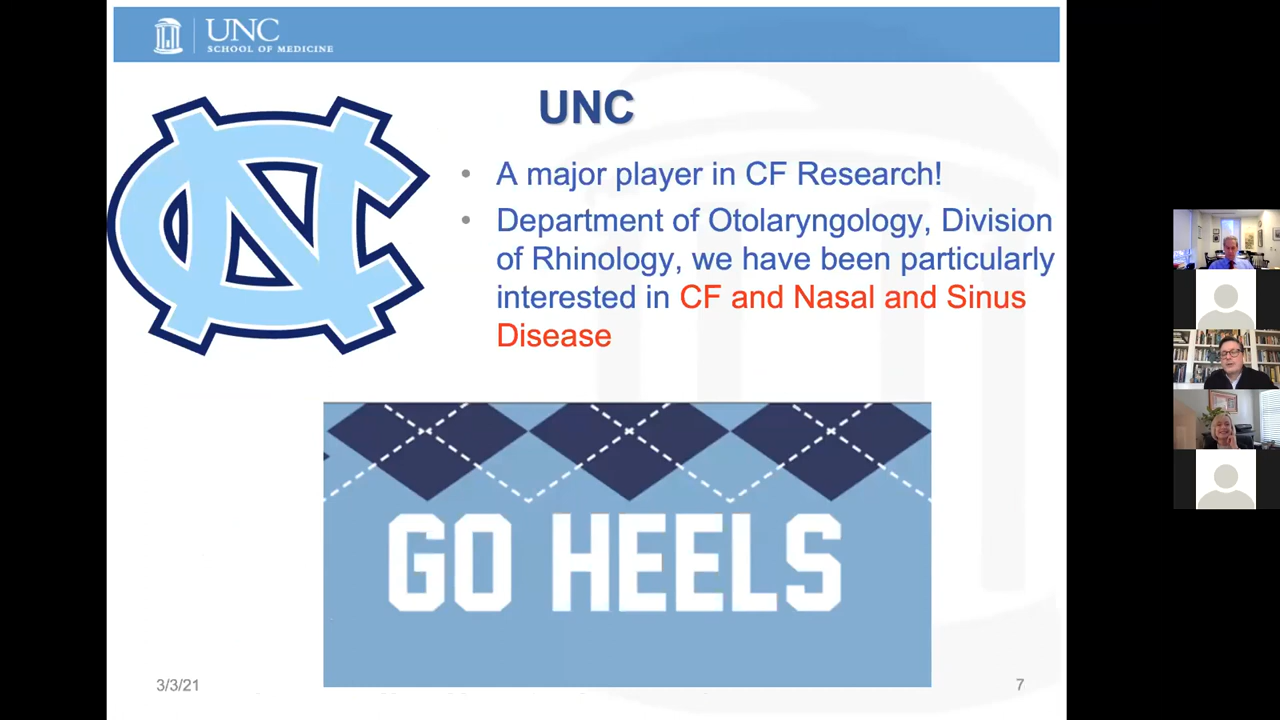 UNC
SCHOOL OF MEDICINE
UNC
• A major player in CF Research!
• Department of Otolaryngology, Division
of Rhinology, we have been particularly
interested in CF and Nasal and Sinus
Disease
NC
GO HEELS
3/3/21
7